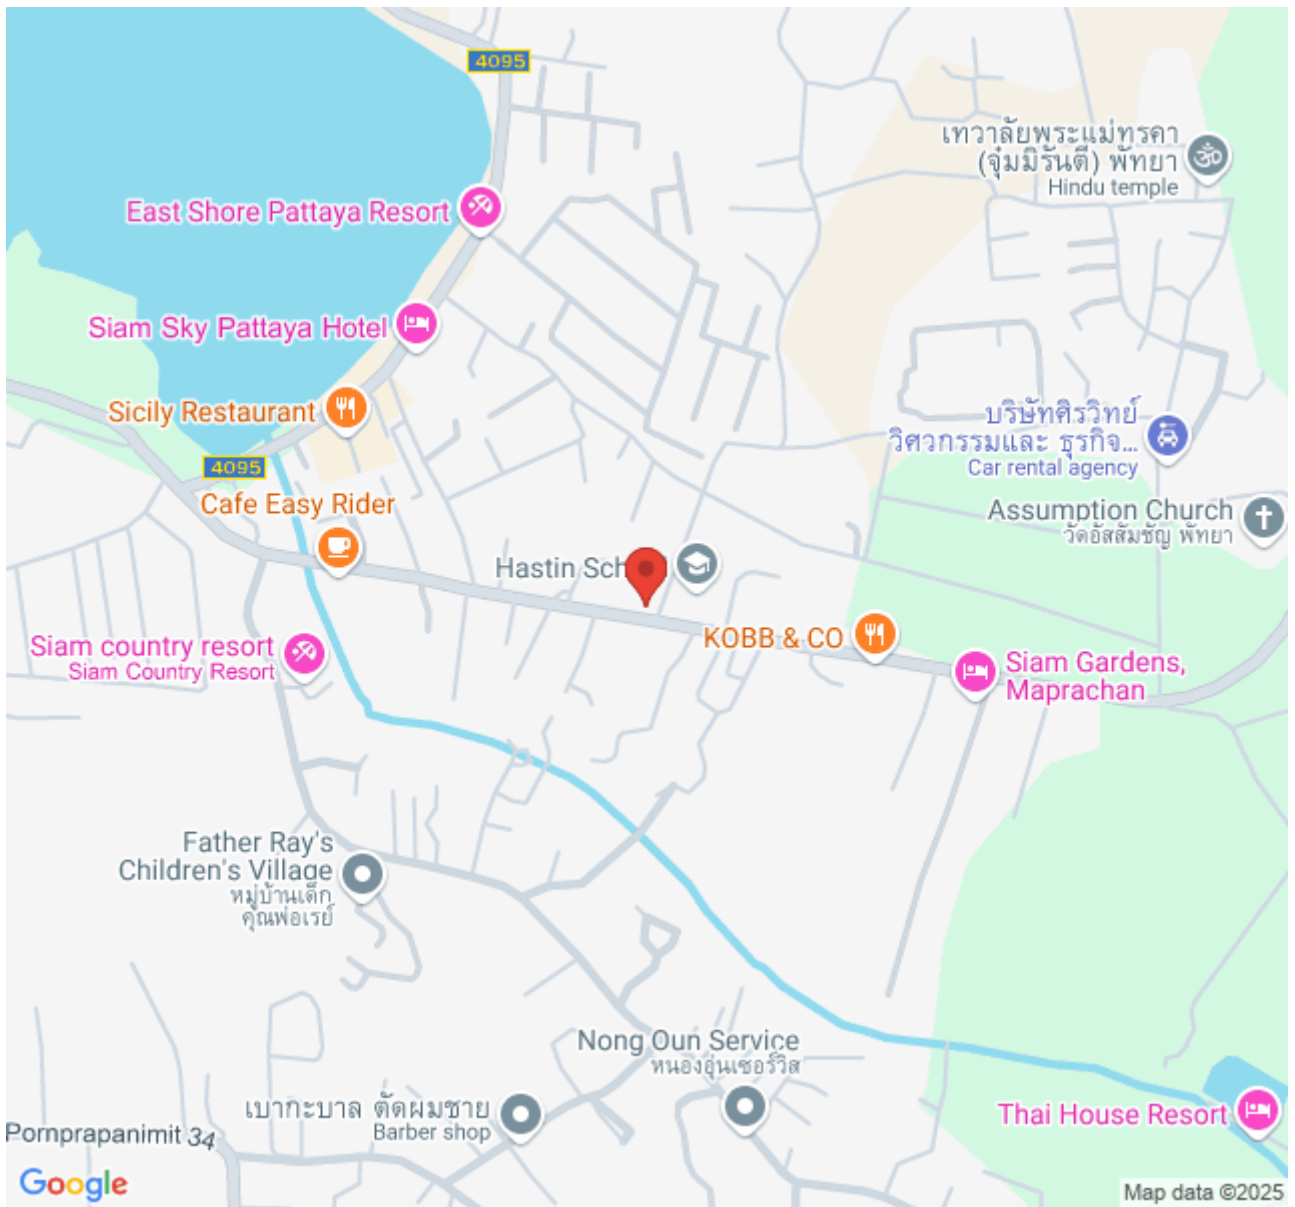 4095
เทวาลัยพระแม่ทุรคา
(จุ๋มมิรันตี) พัทยา
Hindu temple
East Shore Pattaya Resort
Siam Sky Pattaya Hotel
Sicily Restaurant
บริษัทศิรวิทย์
วิศวกรรมและ ธุรกิจ...
Car rental agency
4095
Cafe Easy Rider
Assumption Church
วัดอัสสัมชัญ พัทยา
Hastin Sch
KOBB & CO
Siam country resort
Siam Country Resort
Siam Gardens,
Maprachan
Father Ray's
Children's Village
หมู่บ้านเด็ก
คุณพ่อเรย์
Nong Oun Service
หนองอุ่นเซอร์วิส
เบากะบาล ตัดผมชาย
Barber shop
Thai House Resort
Pornprapanimit 34
Google
Map data ©2025